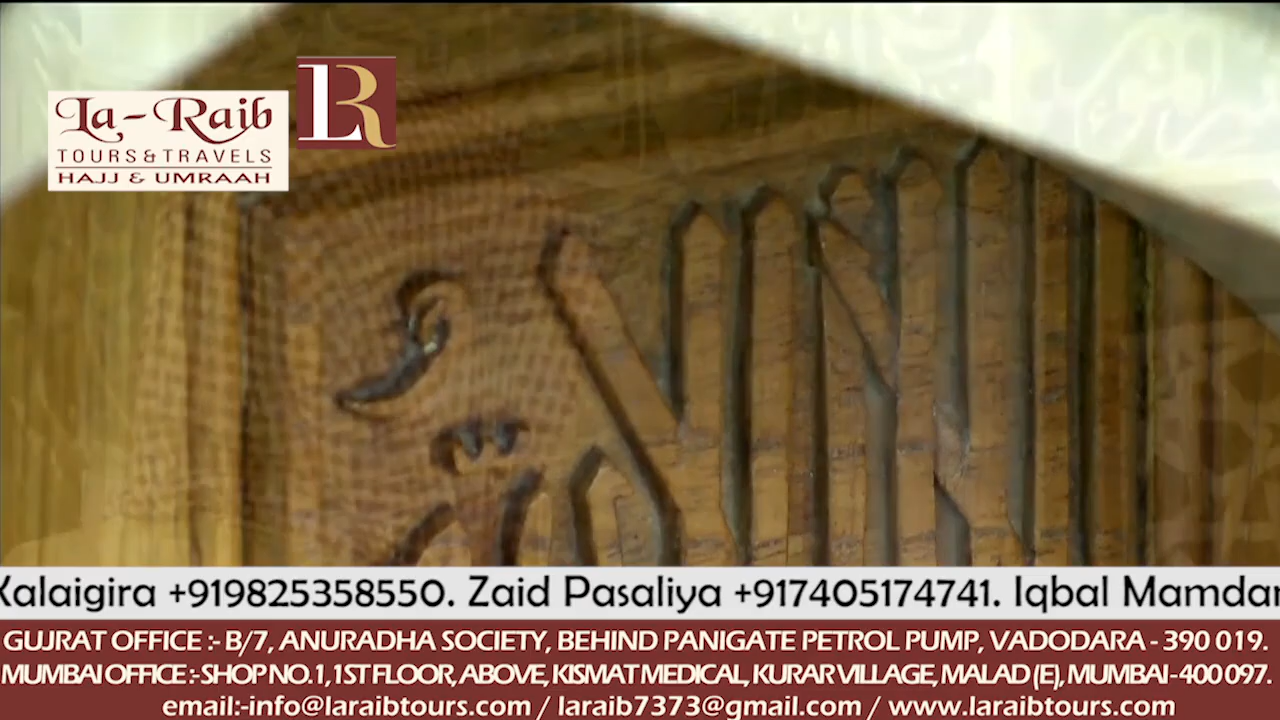 La-Raib
TOURS & TRAVELS
HAJJ & UMRAAH
LR
Kalaigira +919825358550. Zaid Pasaliya +917405174741. Iqbal Mamdan
GUJRAT OFFICE :- B/7, ANURADHA SOCIETY, BEHIND PANIGATE PETROL PUMP, VADODARA - 390 019.
MUMBAI OFFICE :- SHOP NO. 1, 1ST FLOOR, ABOVE, KISMAT MEDICAL, KURAR VILLAGE, MALAD (E), MUMBAI - 400 097.
email:-info@laraibtours.com / laraib7373@gmail.com / www.laraibtours.com